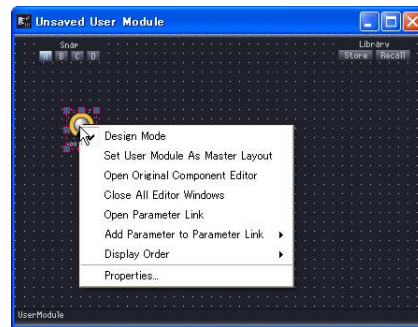 Unsaved User Module
Snap
Library
A B C D
Store Recall
Design Mode
Set User Module As Master Layout
Open Original Component Editor
Close All Editor Windows
Open Parameter Link
Add Parameter to Parameter Link
Display Order
Properties...
UserModule